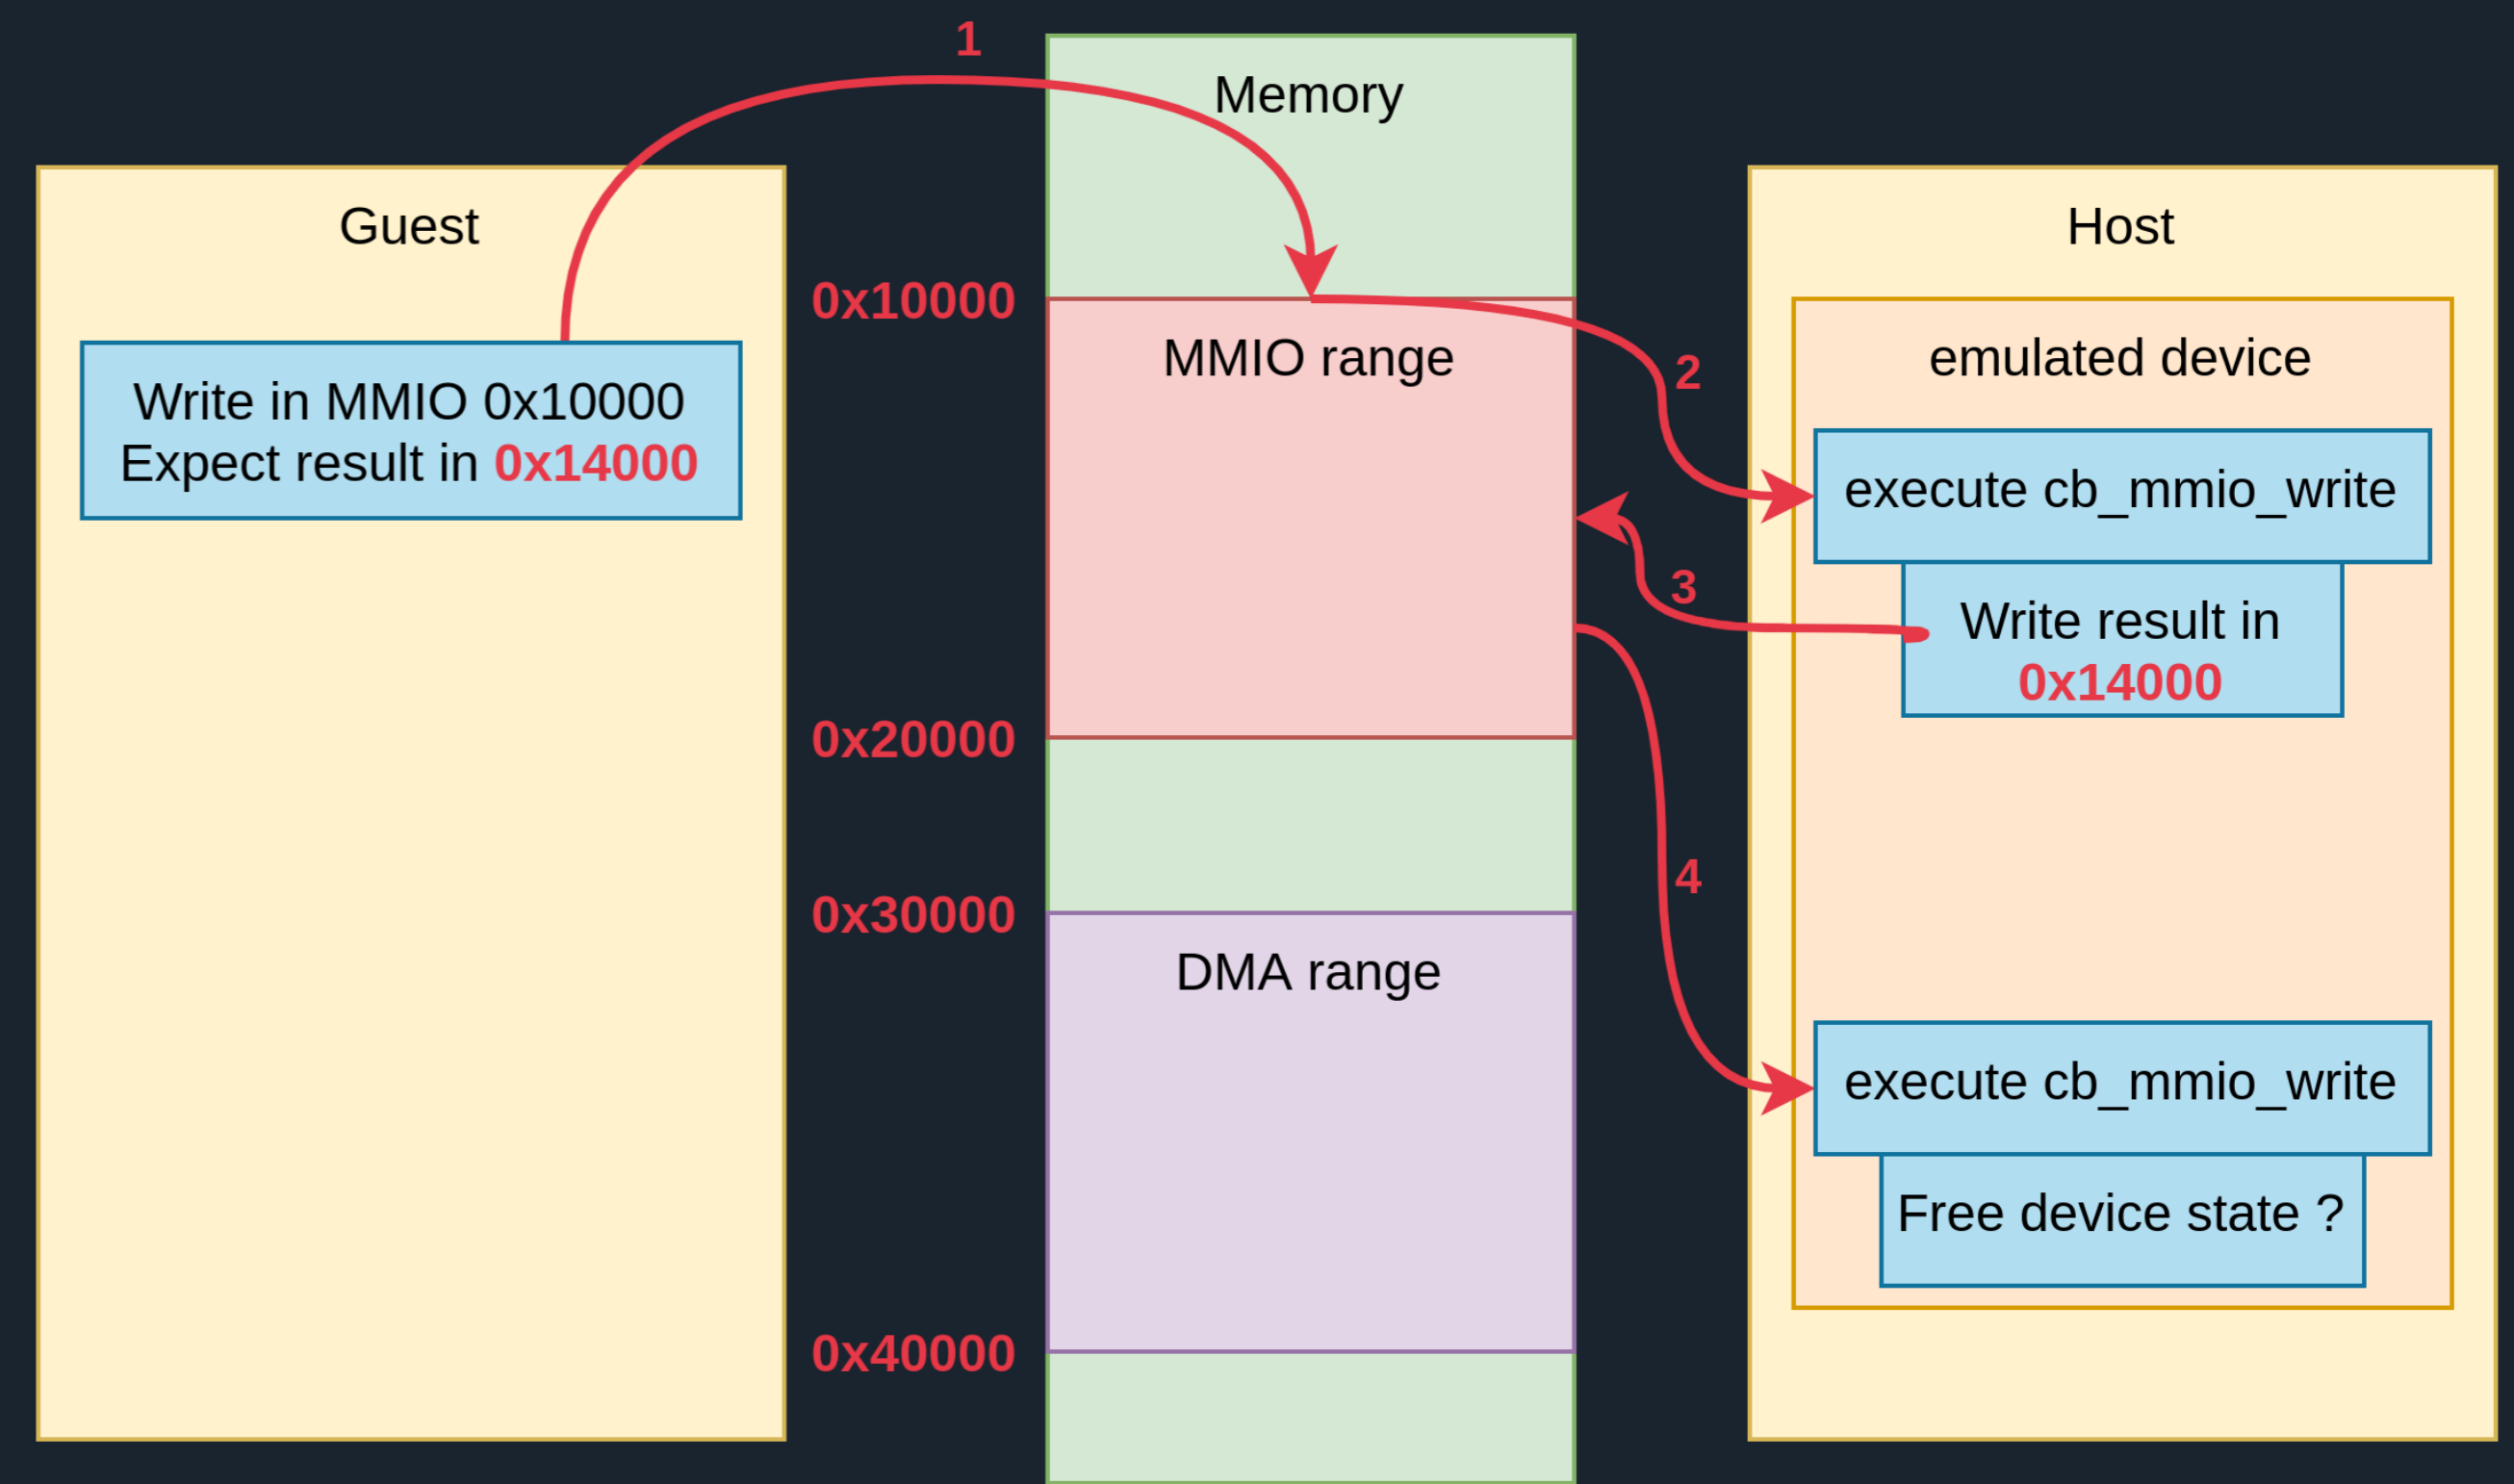 1
Memory
Guest
Host
0x10000
MMIO range
emulated device
2
Write in MMIO 0x10000
Expect result in 0x14000
execute cb_mmio_write
3
Write result in
0x14000
0x20000
4
0x30000
DMA range
execute cb_mmio_write
Free device state ?
0x40000